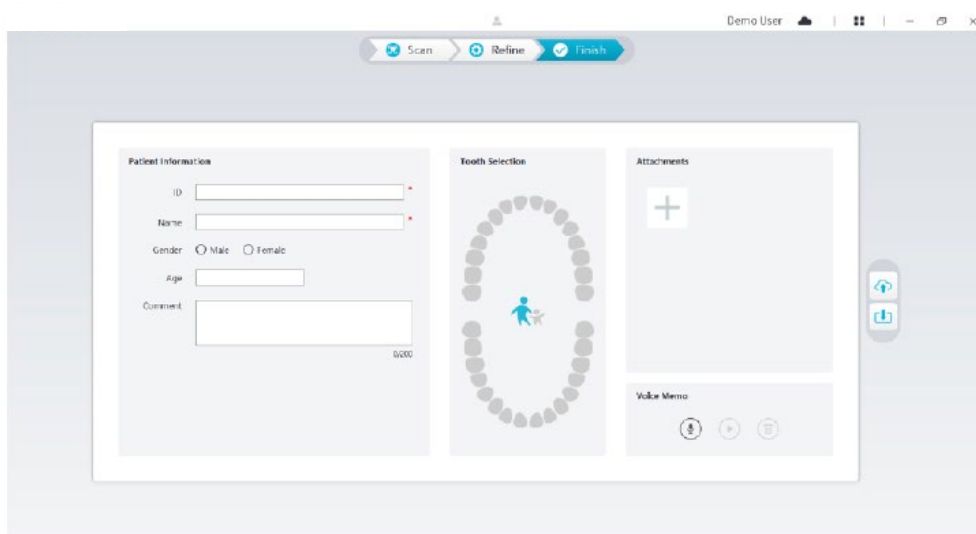 Demo User
Scan
Refine
Finish
Patient Information
ID
*
Name
*
Gender
Male
Female
Age
Comment
0/200
Tooth Selection
Attachments
Voice Memo